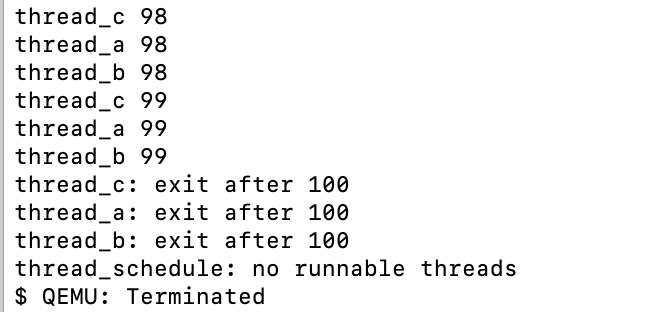 thread_c 98
thread_a 98
thread_b 98
thread_c 99
thread_a 99
thread_b 99
thread_c: exit after 100
thread_a: exit after 100
thread_b: exit after 100
thread_schedule: no runnable threads
$ QEMU: Terminated